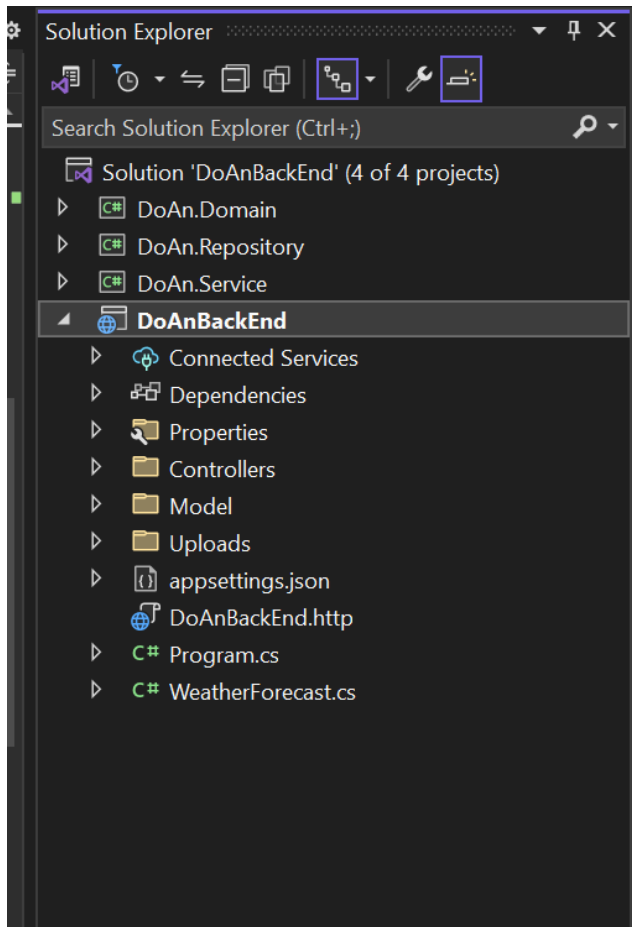 Solution Explorer
Search Solution Explorer (Ctrl+;)
Solution 'DoAnBackEnd' (4 of 4 projects)
C# DoAn.Domain
C# DoAn.Repository
C# DoAn.Service
DoAnBackEnd
Connected Services
Dependencies
Properties
Controllers
Model
Uploads
appsettings.json
DoAnBackEnd.http
C# Program.cs
C# WeatherForecast.cs